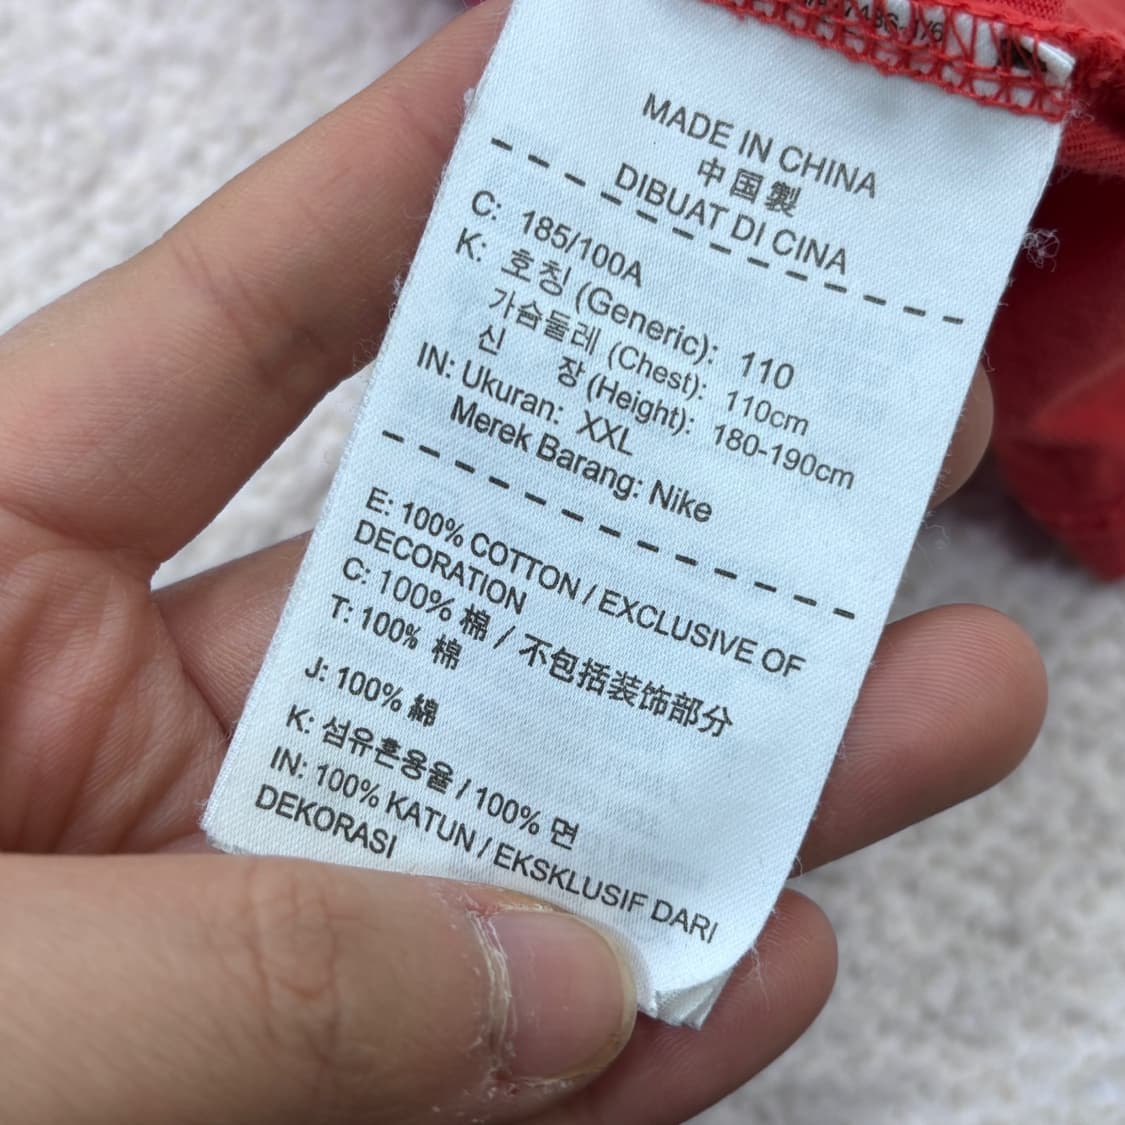 MADE IN CHINA
中国製
DIBUAT DI CINA
C: 185/100A
K: 호칭 (Generic): 110
가슴둘레 (Chest): 110cm
신 장 (Height): 180-190cm
IN: Ukuran: XXL
Merek Barang: Nike
E: 100% COTTON / EXCLUSIVE OF
DECORATION
C: 100% 棉 / 不包括装饰部分
T: 100% 棉
J: 100% 綿
K: 섬유혼용율 / 100% 면
IN: 100% KATUN / EKSKLUSIF DARI
DEKORASI